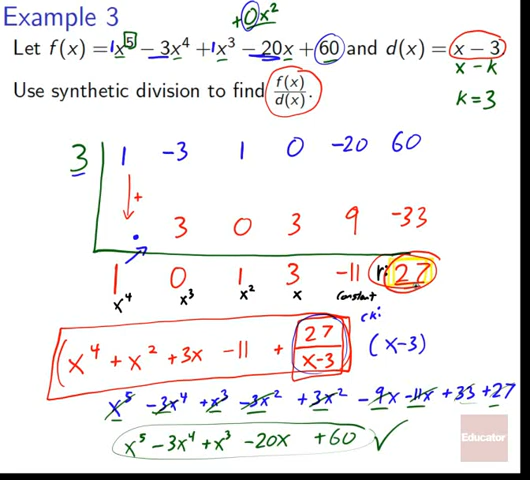 Example 3
+0x²
Let f(x) = 1x⁵ − 3x⁴ + 1x³ − 20x + 60 and d(x) = x − 3
x - k
Use synthetic division to find f(x)/d(x).
k = 3
3 1 -3 1 0 -20 60
+
3 0 3 9 -33
1 0 1 3 -11 r: 27
x⁴ x³ x² x constant
ck:
x⁴ + x² + 3x - 11 + 27/(x-3) (x-3)
x⁵ - 3x⁴ + x³ - 3x² + 3x² - 9x - 11x + 33 + 27
x⁵ - 3x⁴ + x³ - 20x + 60 ✓
Educator